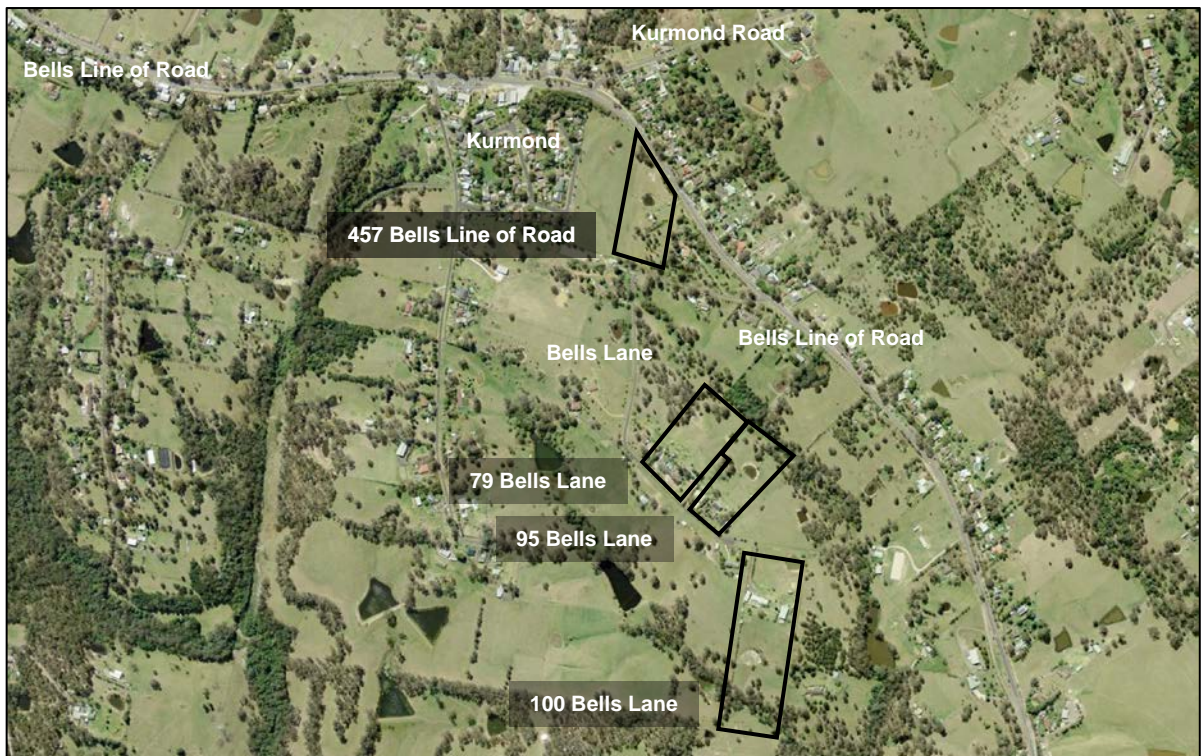 Kurmond Road
Bells Line of Road
Kurmond
457 Bells Line of Road
Bells Line of Road
Bells Lane
79 Bells Lane
95 Bells Lane
100 Bells Lane